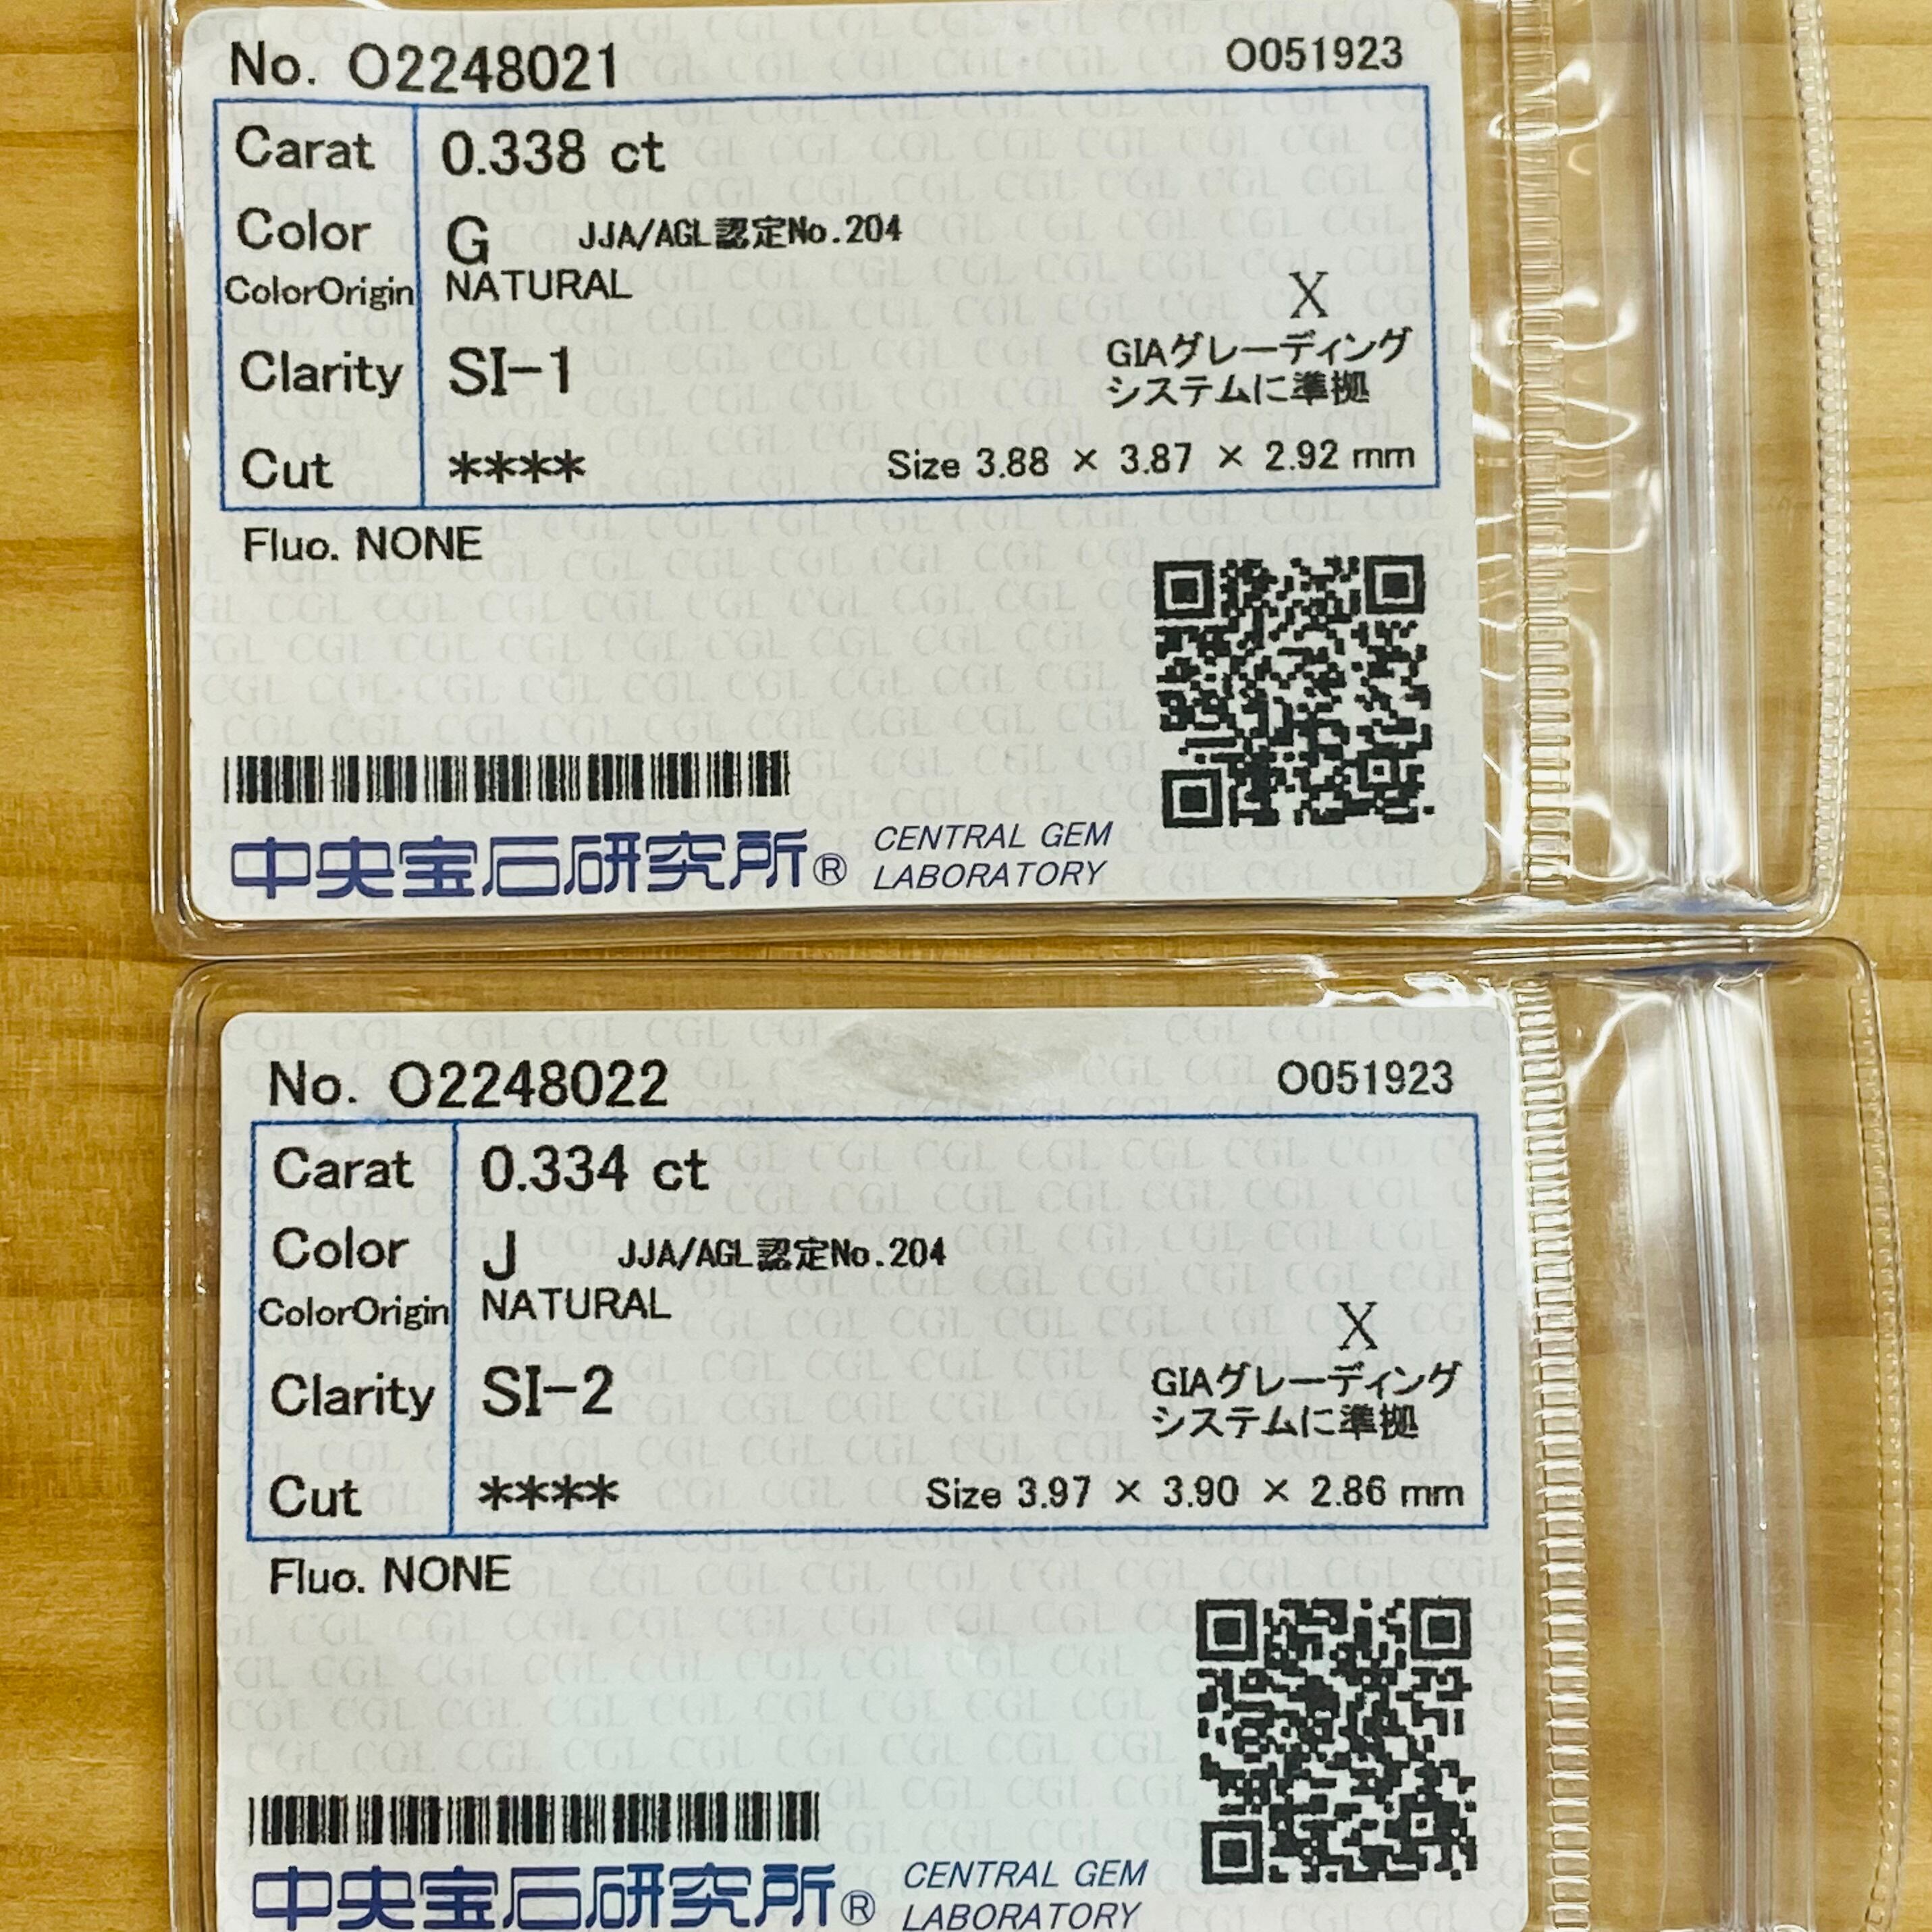 No. O2248021
O051923
Carat 0.338 ct
Color G JJA/AGL認定No.204
ColorOrigin NATURAL
X
GIAグレーディング
システムに準拠
Clarity SI-1
Cut ****
Size 3.88 × 3.87 × 2.92 mm
Fluo. NONE
中央宝石研究所® CENTRAL GEM
LABORATORY
No. O2248022
O051923
Carat 0.334 ct
Color J JJA/AGL認定No.204
ColorOrigin NATURAL
X
GIAグレーディング
システムに準拠
Clarity SI-2
Cut ****
Size 3.97 × 3.90 × 2.86 mm
Fluo. NONE
中央宝石研究所® CENTRAL GEM
LABORATORY